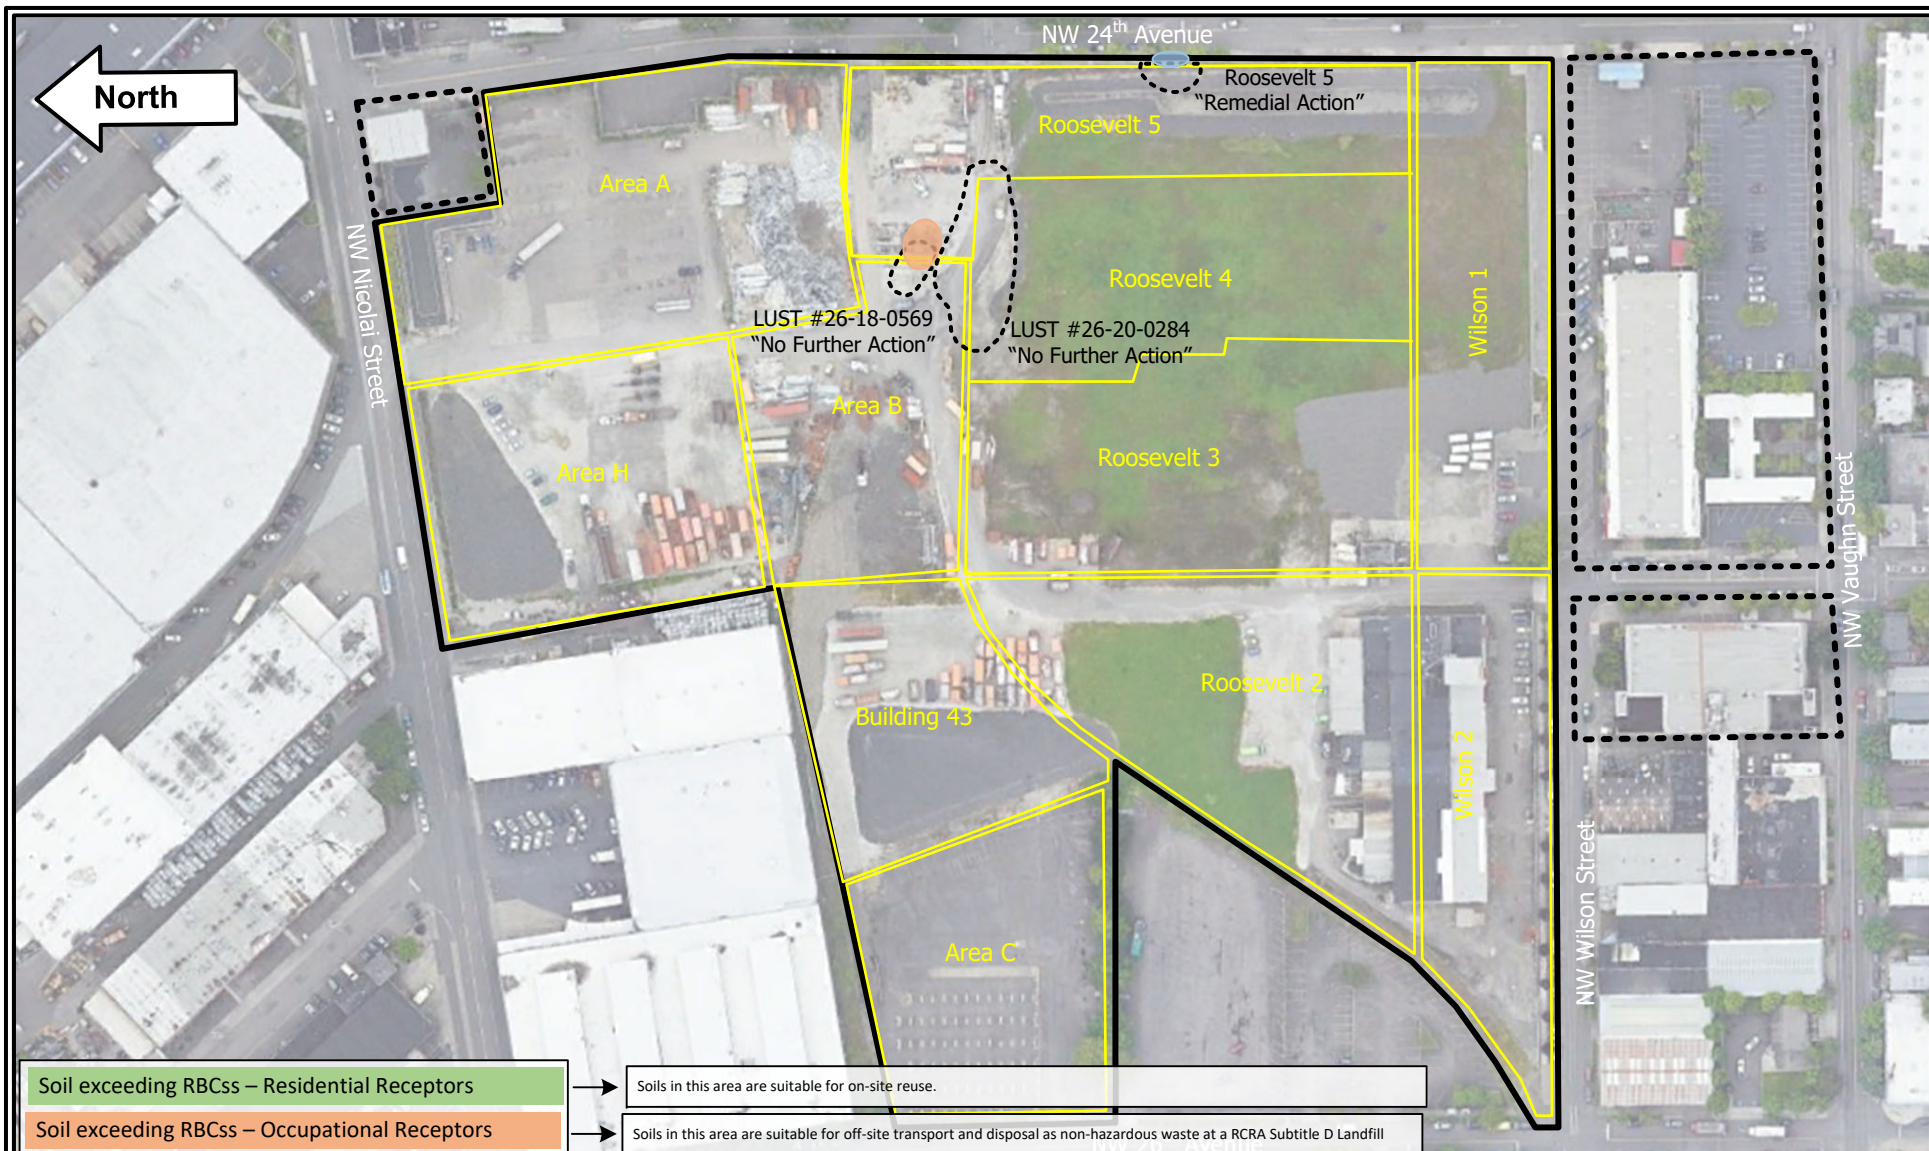 NW 24th Avenue
North
Roosevelt 5
“Remedial Action”
Roosevelt 5
Area A
NW Nicolai Street
Roosevelt 4
Wilson 1
LUST #26-18-0569
“No Further Action”
LUST #26-20-0284
“No Further Action”
Area B
Roosevelt 3
Area H
NW Vaughn Street
Roosevelt 2
Building 43
Wilson 2
NW Wilson Street
Area C
Soil exceeding RBCss – Residential Receptors
Soils in this area are suitable for on-site reuse.
Soil exceeding RBCss – Occupational Receptors
Soils in this area are suitable for off-site transport and disposal as non-hazardous waste at a RCRA Subtitle D Landfill
Avenue